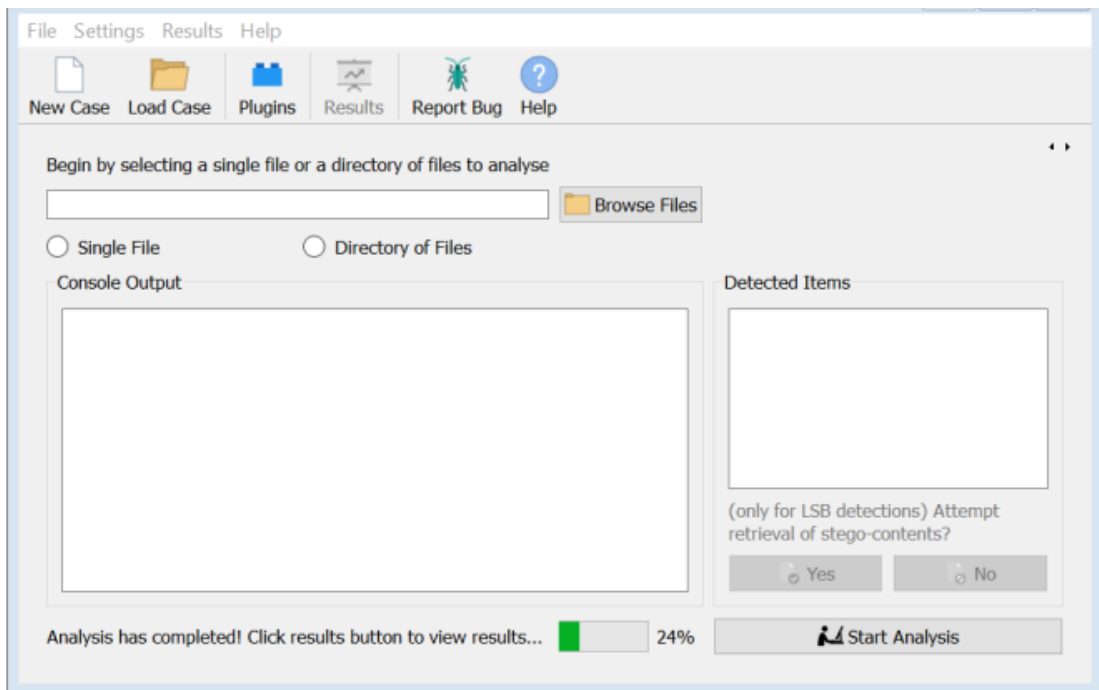 File Settings Results Help
New Case Load Case Plugins Results Report Bug Help
Begin by selecting a single file or a directory of files to analyse
Browse Files
Single File Directory of Files
Console Output
Detected Items
(only for LSB detections) Attempt
retrieval of stego-contents?
Yes No
Analysis has completed! Click results button to view results... 24% Start Analysis